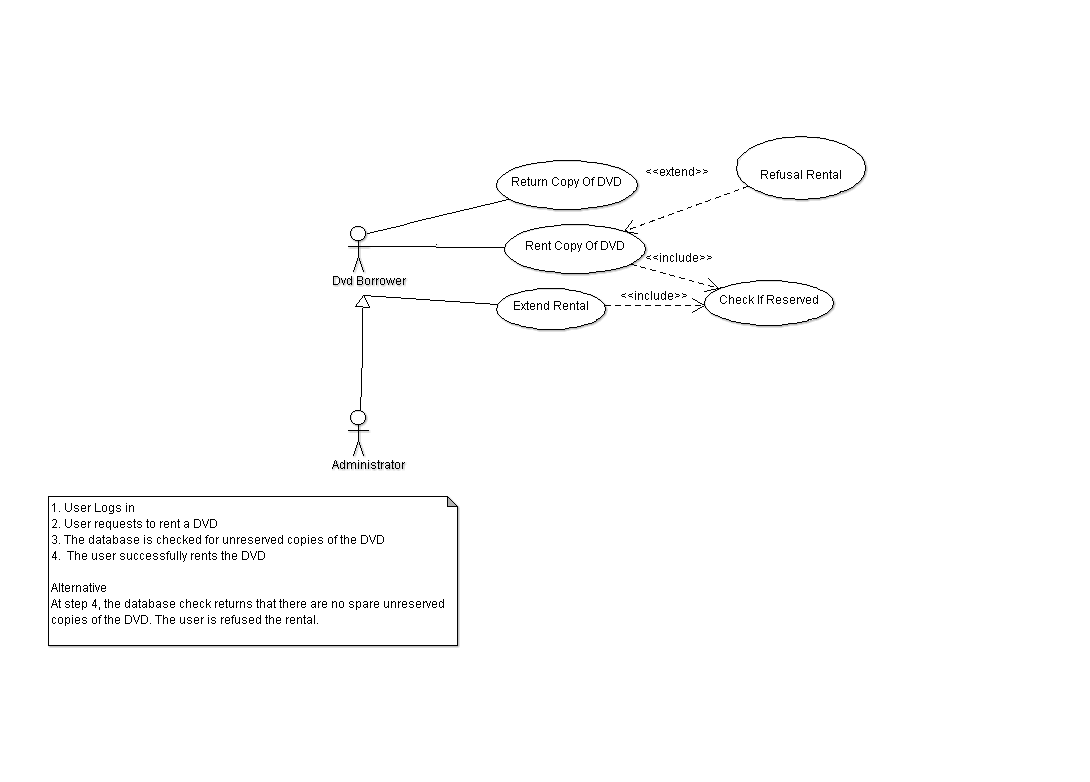 Return Copy Of DVD
<<extend>>
Refusal Rental
Rent Copy Of DVD
<<include>>
Dvd Borrower
<<include>>
Check If Reserved
Extend Rental
Administrator
1. User Logs in
2. User requests to rent a DVD
3. The database is checked for unreserved copies of the DVD
4.  The user successfully rents the DVD
Alternative
At step 4, the database check returns that there are no spare unreserved
copies of the DVD. The user is refused the rental.